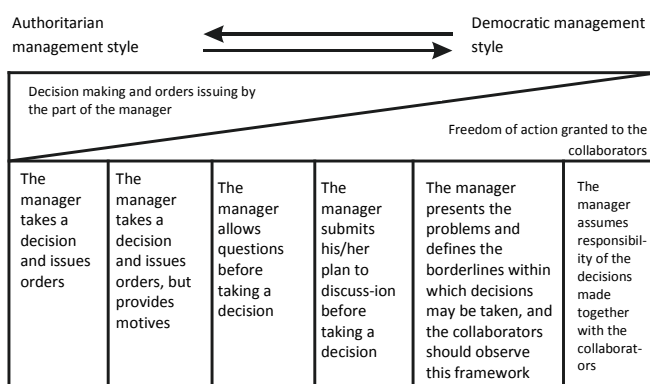 Authoritarian
management style
Democratic management
style
Decision making and orders issuing by
the part of the manager
Freedom of action granted to the
collaborators
The
manager
takes a
decision
and issues
orders
The
manager
takes a
decision
and issues
orders, but
provides
motives
The
manager
allows
questions
before
taking a
decision
The
manager
submits
his/her
plan to
discuss-ion
before
taking a
decision
The manager
presents the
problems and
defines the
borderlines within
which decisions
may be taken, and
the collaborators
should observe
this framework
The
manager
assumes
responsibil-
ity of the
decisions
made
together
with the
collaborat-
ors